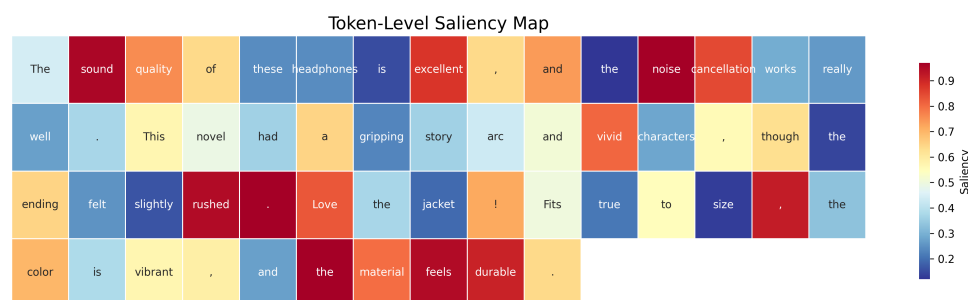 Token-Level Saliency Map
The sound quality of these headphones is excellent , and the noise cancellation works really
well . This novel had a gripping story arc and vivid characters , though the
ending felt slightly rushed . Love the jacket ! Fits true to size , the
color is vibrant , and the material feels durable .
0.9
0.8
0.7
0.6
0.5
0.4
0.3
0.2
Saliency